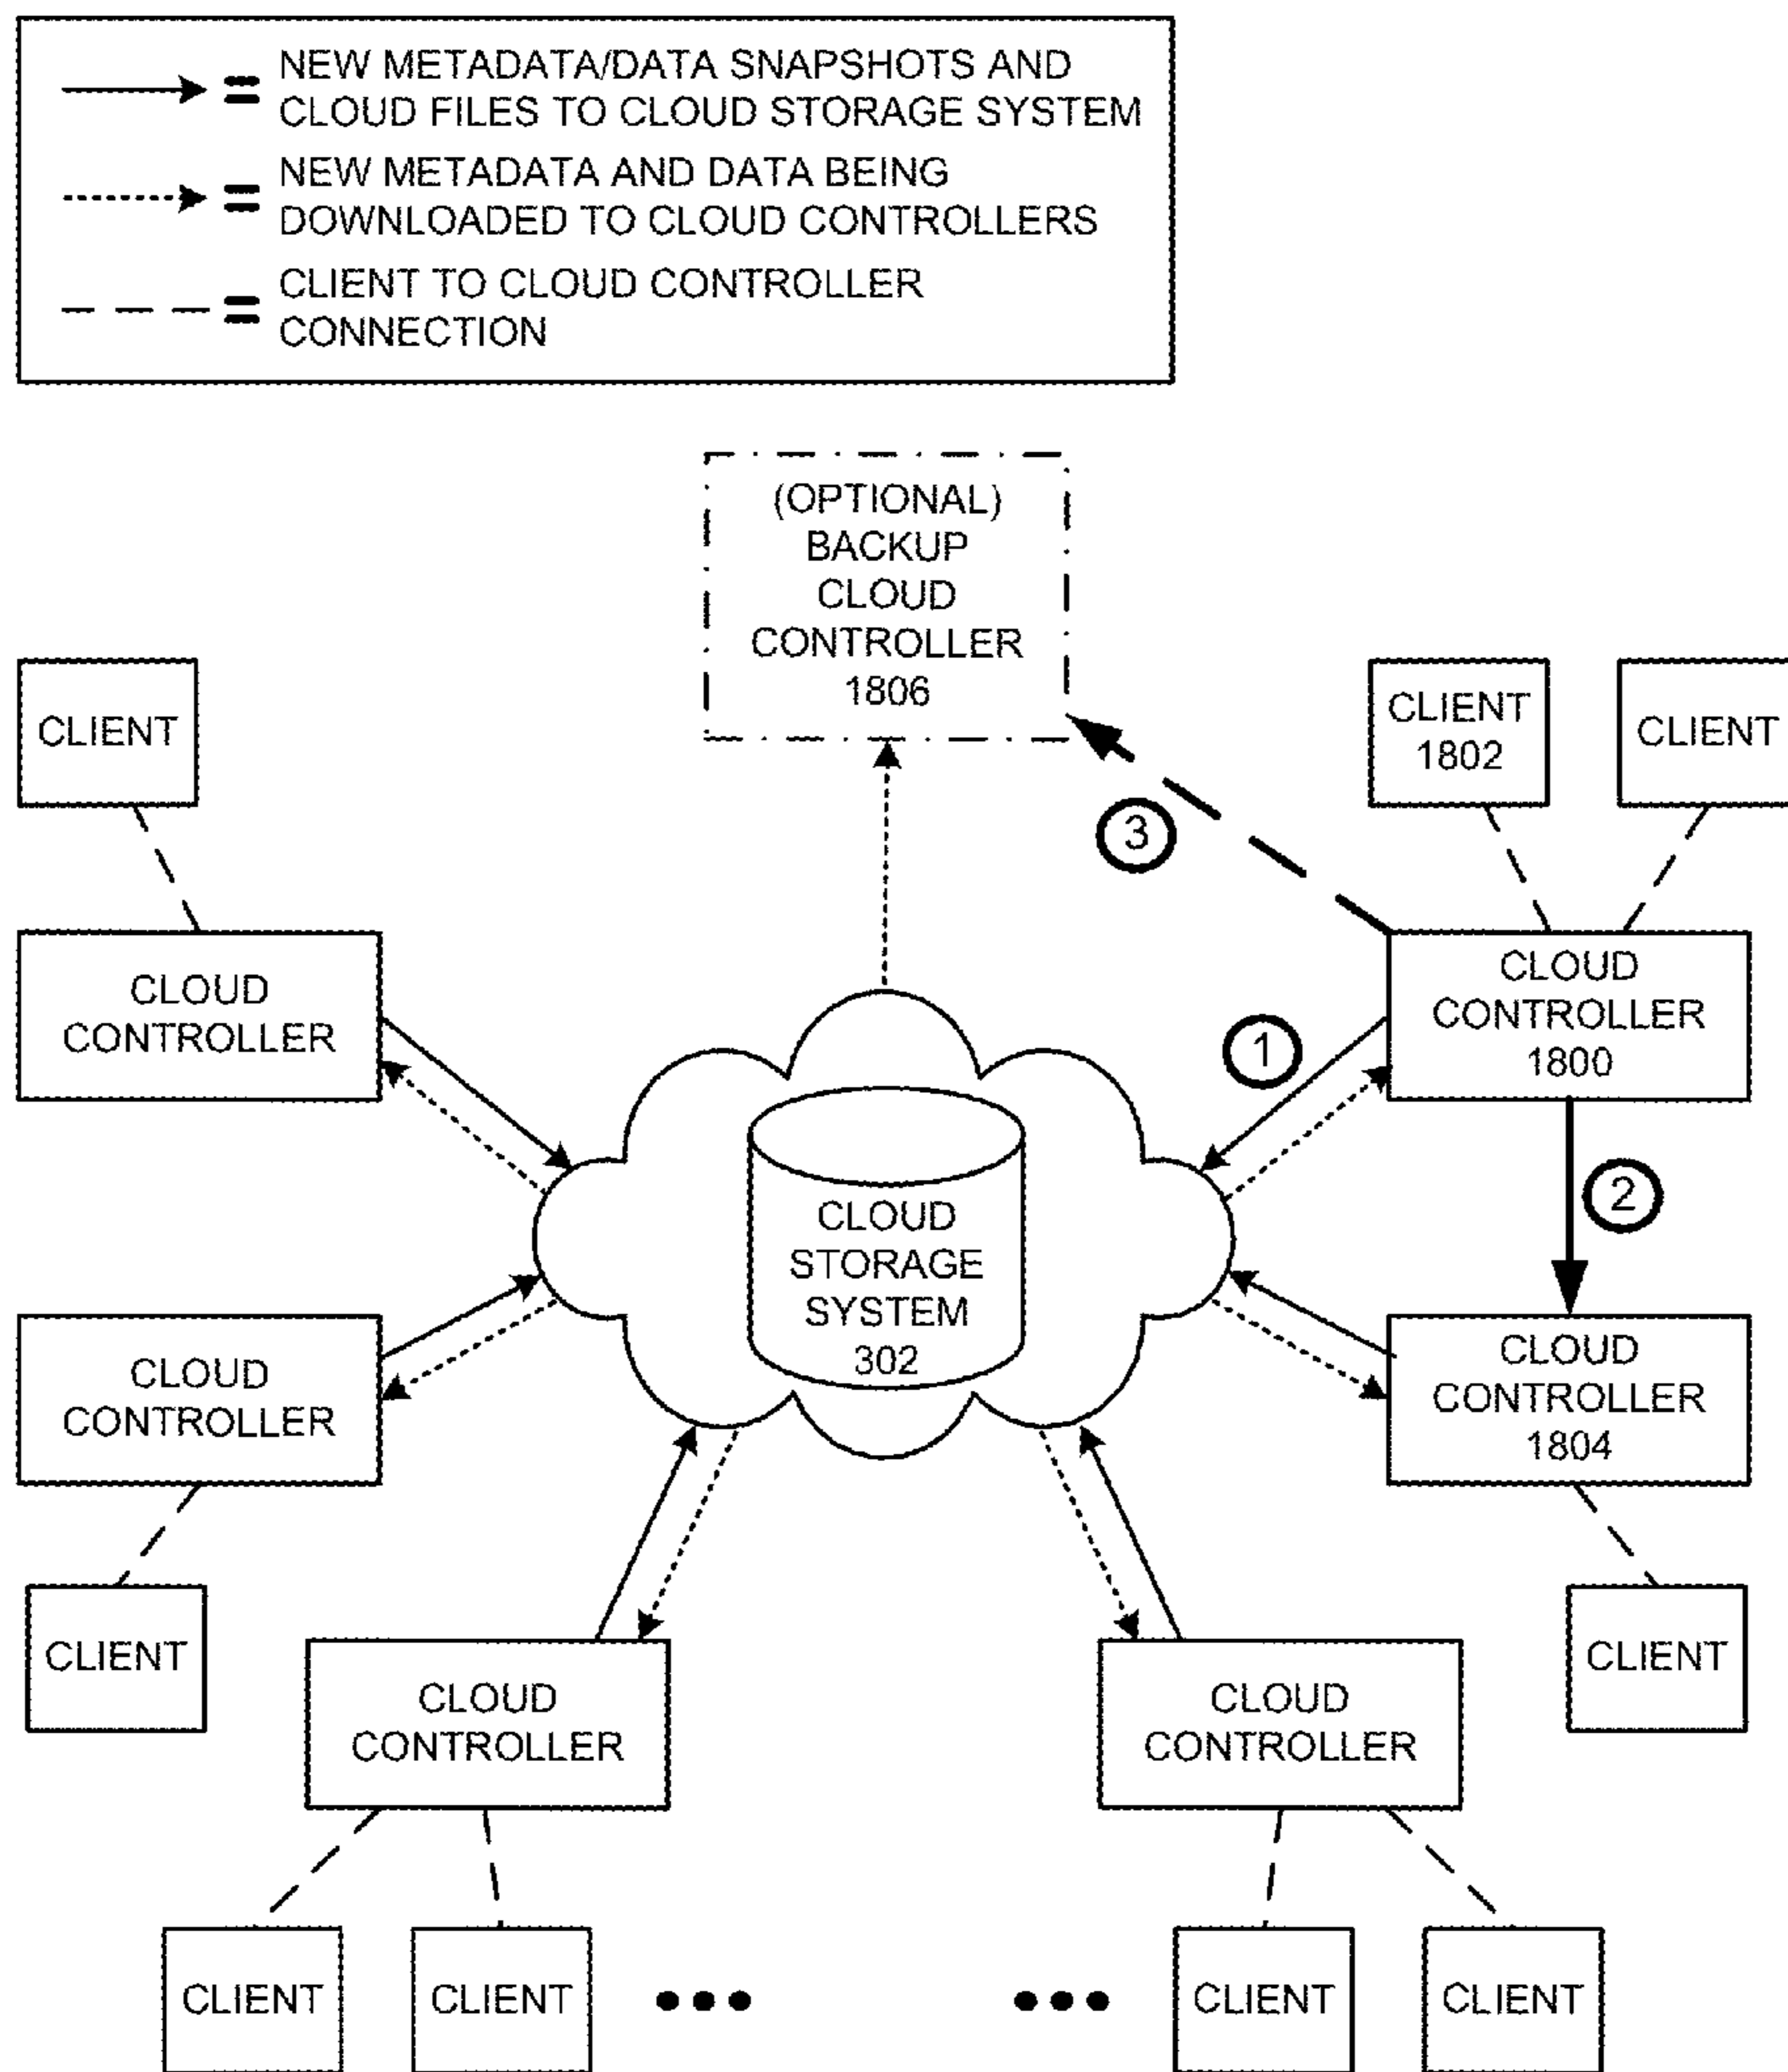 = NEW METADATA/DATA SNAPSHOTS AND
CLOUD FILES TO CLOUD STORAGE SYSTEM
= NEW METADATA AND DATA BEING
DOWNLOADED TO CLOUD CONTROLLERS
= CLIENT TO CLOUD CONTROLLER
CONNECTION
(OPTIONAL)
BACKUP
CLOUD
CONTROLLER
1806
CLIENT
CLIENT
1802
CLIENT
3
CLOUD
CONTROLLER
1
CLOUD
CONTROLLER
1800
2
CLOUD
STORAGE
SYSTEM
302
CLOUD
CONTROLLER
CLOUD
CONTROLLER
1804
CLIENT
CLIENT
CLOUD
CONTROLLER
CLOUD
CONTROLLER
CLIENT
CLIENT
•••
•••
CLIENT
CLIENT